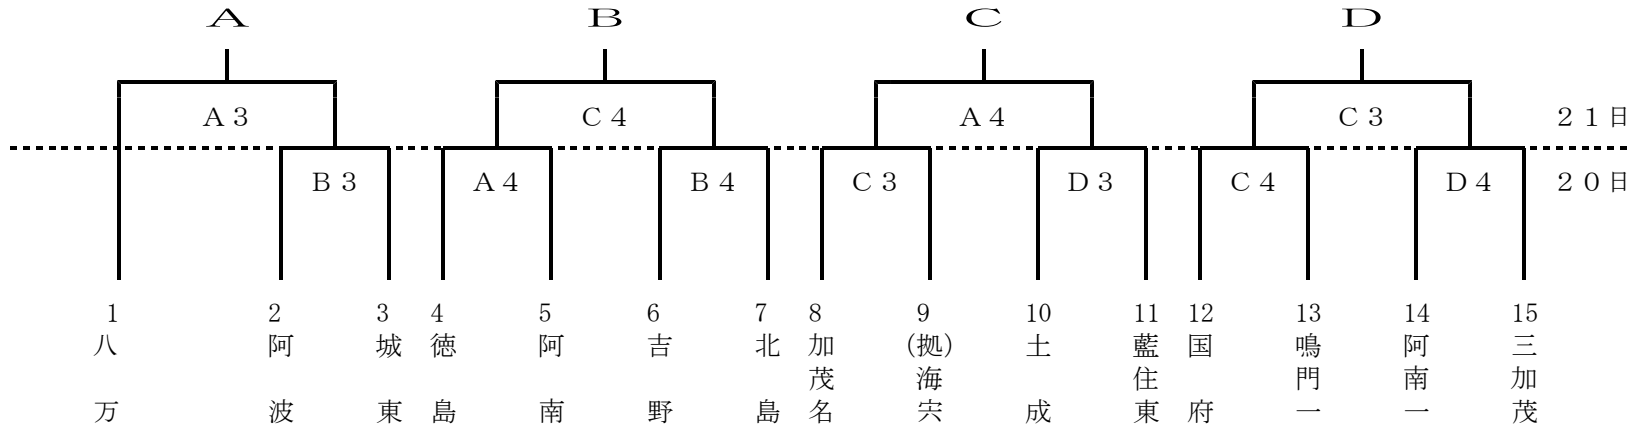 A B C D
A3 C4 A4 C3 21日
B3 A4 B4 C3 D3 C4 D4 20日
1 2 3 4 5 6 7 8 9 10 11 12 13 14 15
八万
阿波
城東
徳島
阿南
吉野
北島
加茂名
(拠)海宍
土成
藍住東
国府
鳴門一
阿南一
三加茂